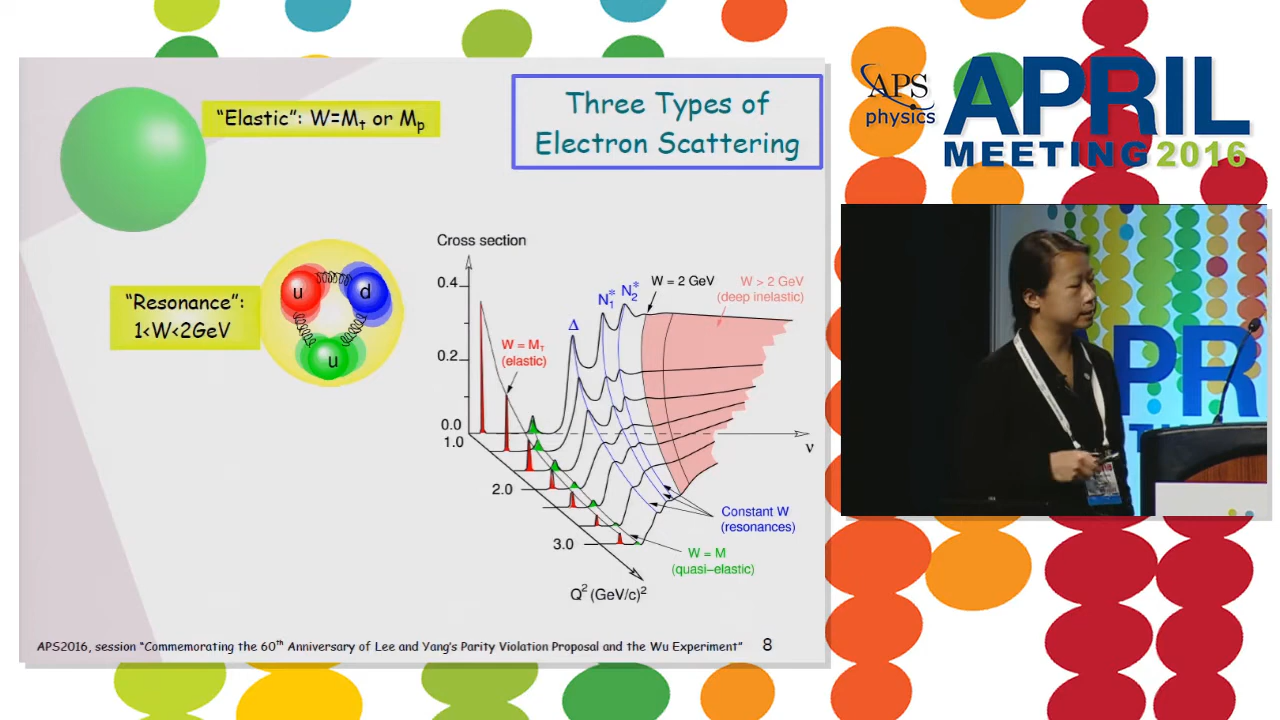 "Elastic": W=M_t or M_p
Three Types of
Electron Scattering
"Resonance":
1<W<2GeV
u
d
u
Cross section
0.4
0.2
0.0
1.0
2.0
3.0
W = M_T
(elastic)
Δ
N₁*
N₂*
W = 2 GeV
W > 2 GeV
(deep inelastic)
ν
Constant W
(resonances)
W = M
(quasi–elastic)
Q² (GeV/c)²
APS2016, session "Commemorating the 60th Anniversary of Lee and Yang's Parity Violation Proposal and the Wu Experiment"
8
APS
physics
APRIL
MEETING 2016
PR